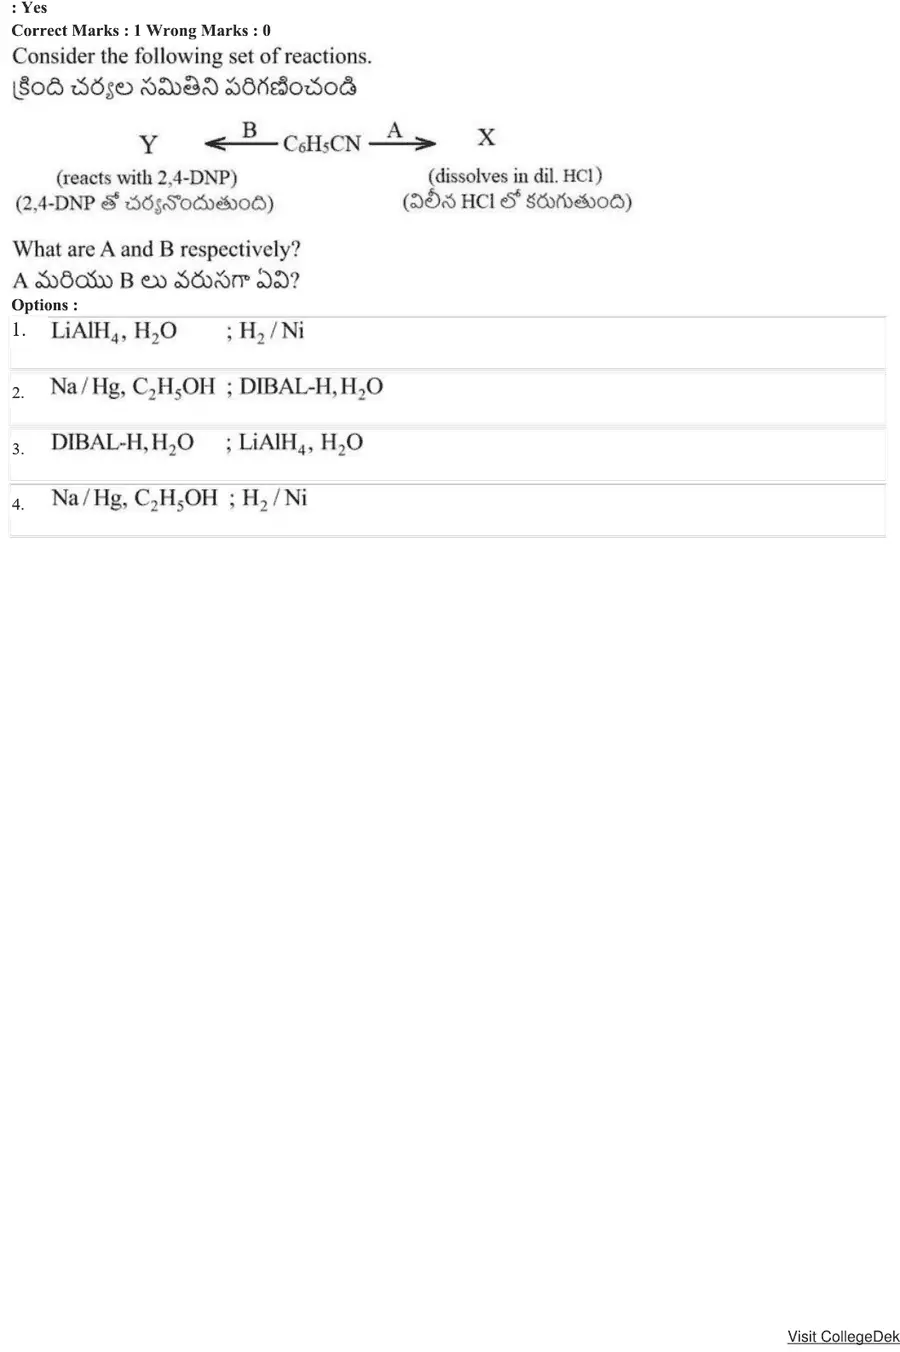 : Yes
Correct Marks : 1 Wrong Marks : 0
Consider the following set of reactions.
క్రింది చర్యల సమితిని పరిగణించండి
Y ⟵ B C₆H₅CN A ⟶ X
(reacts with 2,4-DNP) (dissolves in dil. HCl)
(2,4-DNP తో చర్యనొందుతుంది) (విలీన HCl లో కరుగుతుంది)
What are A and B respectively?
A మరియు B లు వరుసగా ఏవి?
Options :
1. LiAlH₄, H₂O ; H₂ / Ni
2. Na / Hg, C₂H₅OH ; DIBAL-H, H₂O
3. DIBAL-H, H₂O ; LiAlH₄, H₂O
4. Na / Hg, C₂H₅OH ; H₂ / Ni
Visit CollegeDek